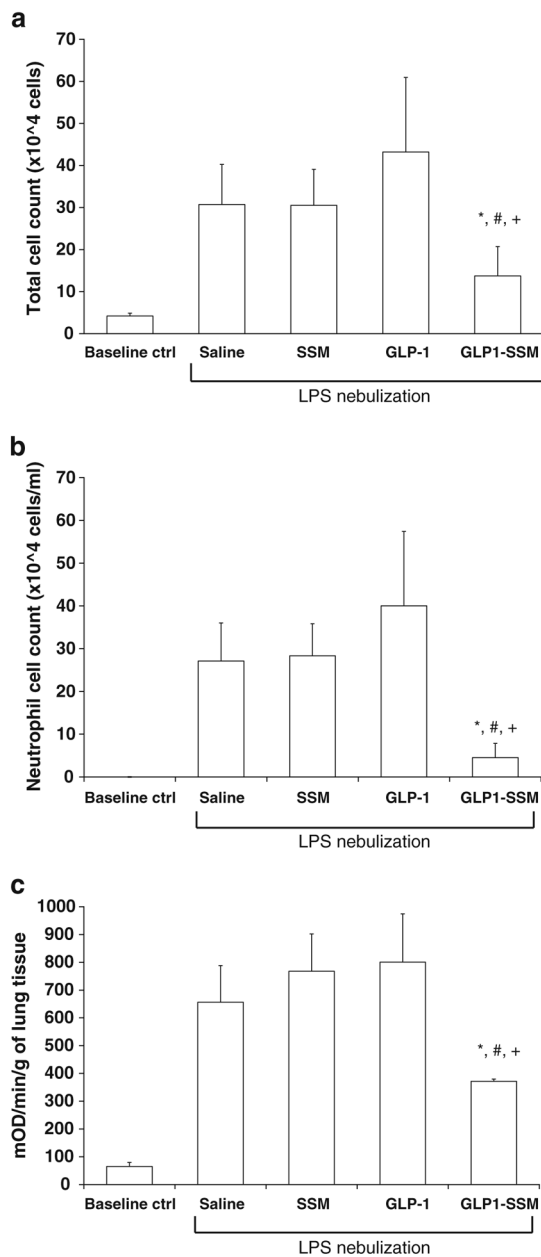 a
Total cell count (x10^4 cells)
70
60
50
40
30
20
10
0
*, #, +
Baseline ctrl Saline SSM GLP-1 GLP1-SSM
LPS nebulization
b
Neutrophil cell count (x10^4 cells/ml)
70
60
50
40
30
20
10
0
*, #, +
Baseline ctrl Saline SSM GLP-1 GLP1-SSM
LPS nebulization
c
mOD/min/g of lung tissue
1000
900
800
700
600
500
400
300
200
100
0
*, #, +
Baseline ctrl Saline SSM GLP-1 GLP1-SSM
LPS nebulization